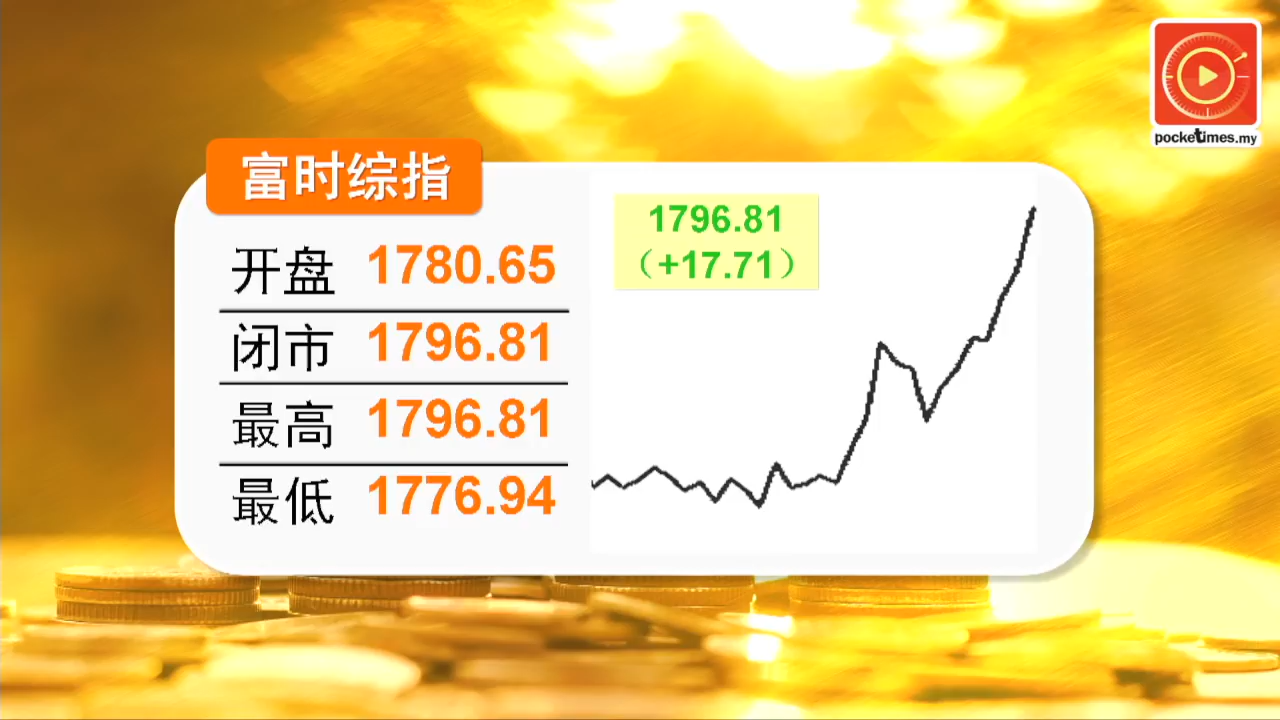 富时综指
开盘 1780.65
闭市 1796.81
最高 1796.81
最低 1776.94
1796.81
（+17.71）
pocketimes.my